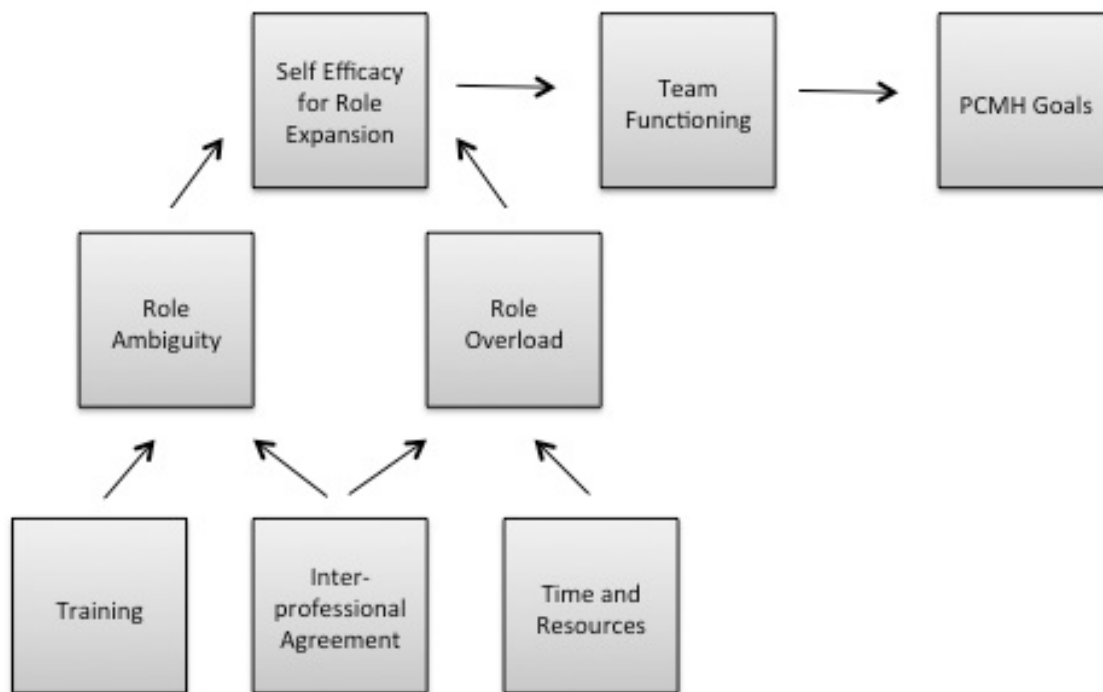 Self Efficacy
for Role
Expansion
Team
Functioning
PCMH Goals
Role
Ambiguity
Role
Overload
Training
Inter-
professional
Agreement
Time and
Resources